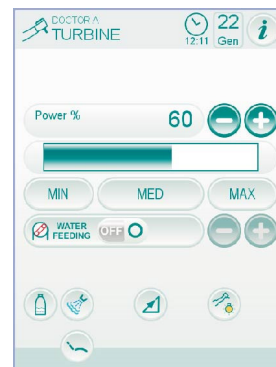 DOCTOR A
TURBINE
12:11
22
Gen
i
Power %
60
MIN
MED
MAX
WATER
FEEDING
OFF